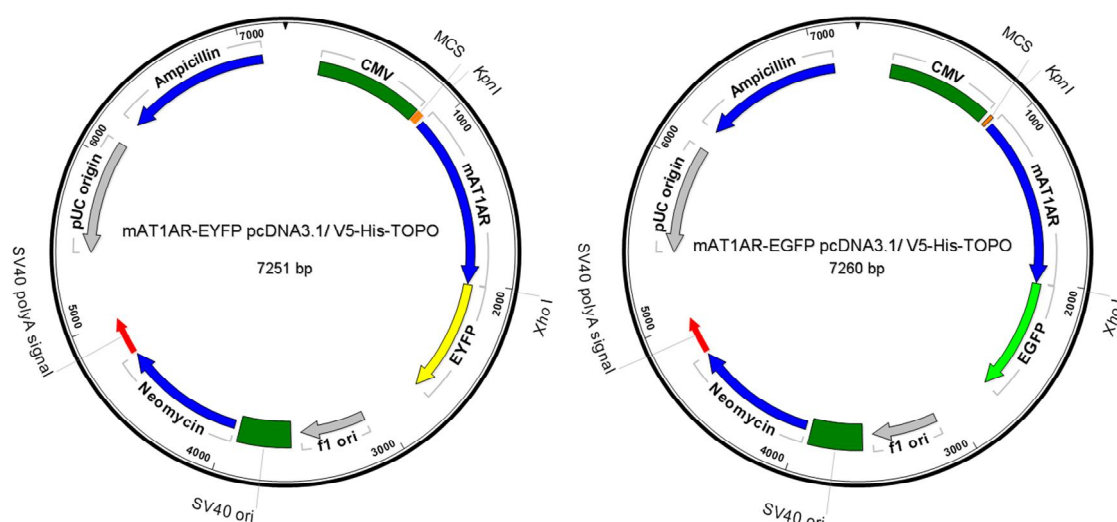 7000
Ampicillin
CMV
MCS
KpnI
1000
mAT1AR
6000
pUC origin
mAT1AR-EYFP pcDNA3.1/ V5-His-TOPO
7251 bp
2000
Xho I
EYFP
SV40 polyA signal
5000
Neomycin
f1 ori
3000
4000
SV40 ori
7000
Ampicillin
CMV
MCS
KpnI
1000
mAT1AR
6000
pUC origin
mAT1AR-EGFP pcDNA3.1/ V5-His-TOPO
7260 bp
2000
Xho I
EGFP
SV40 polyA signal
5000
Neomycin
f1 ori
3000
4000
SV40 ori